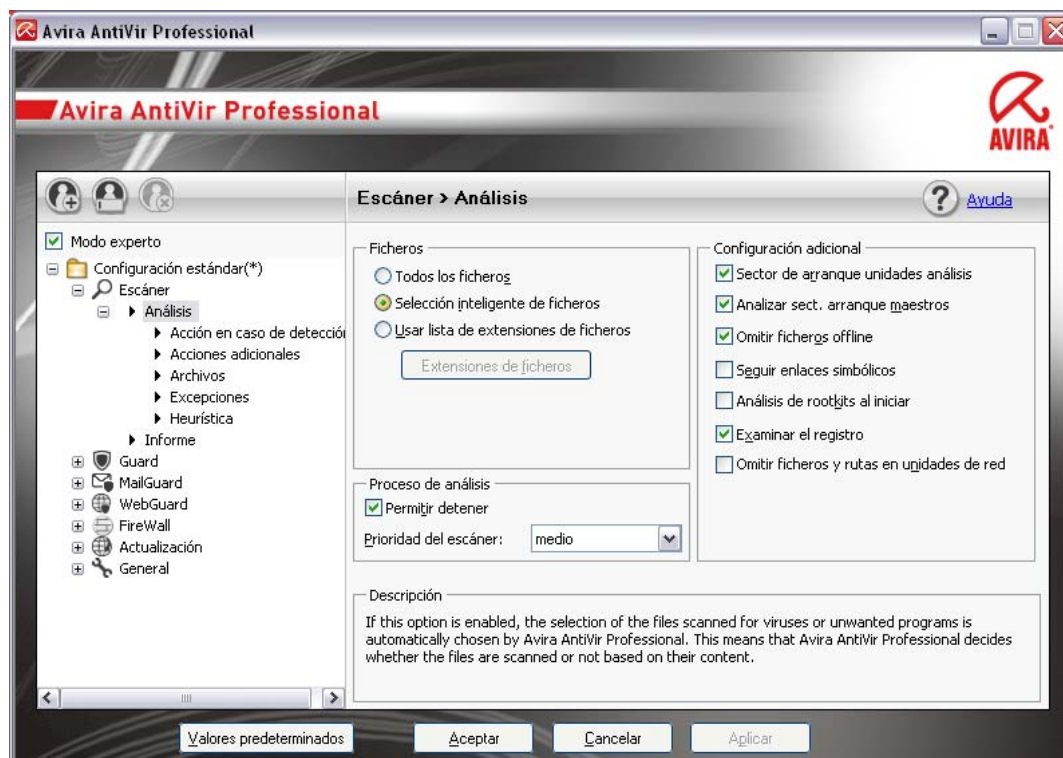 Avira AntiVir Professional
Avira AntiVir Professional
AVIRA
Escáner > Análisis
? Ayuda
Modo experto
Configuración estándar(*)
Escáner
Análisis
Acción en caso de detecció
Acciones adicionales
Archivos
Excepciones
Heurística
Informe
Guard
MailGuard
WebGuard
FireWall
Actualización
General
Ficheros
Todos los ficheros
Selección inteligente de ficheros
Usar lista de extensiones de ficheros
Extensiones de ficheros
Proceso de análisis
Permitir detener
Prioridad del escáner: medio
Configuración adicional
Sector de arranque unidades análisis
Analizar sect. arranque maestros
Omitir ficheros offline
Seguir enlaces simbólicos
Análisis de rootkits al iniciar
Examinar el registro
Omitir ficheros y rutas en unidades de red
Descripción
If this option is enabled, the selection of the files scanned for viruses or unwanted programs is
automatically chosen by Avira AntiVir Professional. This means that Avira AntiVir Professional decides
whether the files are scanned or not based on their content.
Valores predeterminados
Aceptar
Cancelar
Aplicar